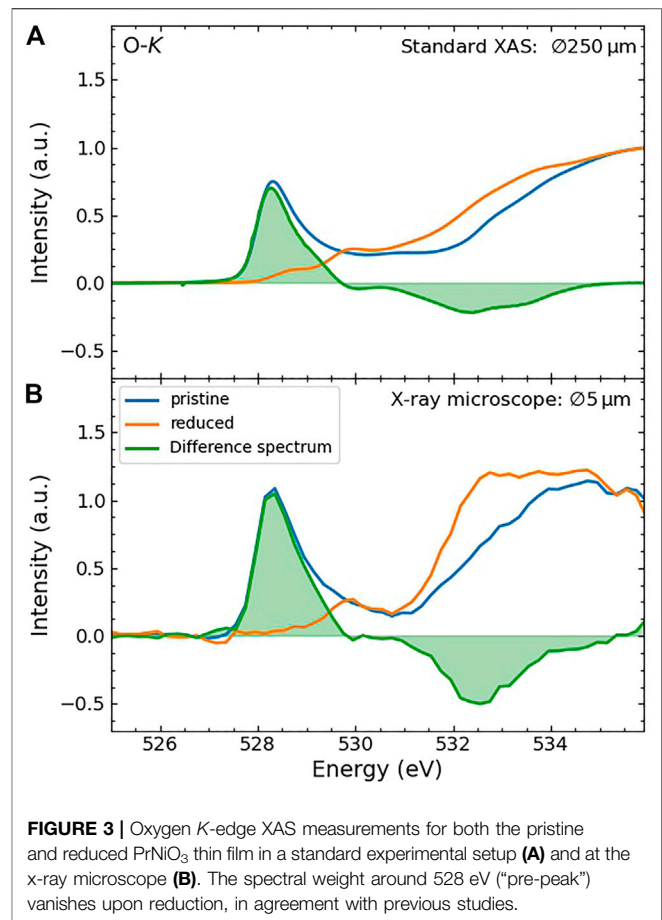 A
O-K
Standard XAS: Ø250 μm
1.5
1.0
0.5
0.0
−0.5
Intensity (a.u.)
B
pristine
reduced
Difference spectrum
X-ray microscope: Ø5 μm
1.5
1.0
0.5
0.0
−0.5
Intensity (a.u.)
526 528 530 532 534
Energy (eV)
FIGURE 3 | Oxygen K-edge XAS measurements for both the pristine
and reduced PrNiO₃ thin film in a standard experimental setup (A) and at the
x-ray microscope (B). The spectral weight around 528 eV (“pre-peak”)
vanishes upon reduction, in agreement with previous studies.